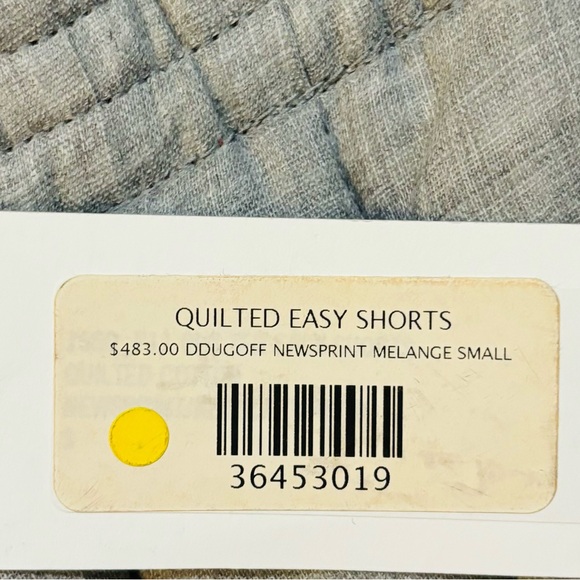 QUILTED EASY SHORTS
$483.00 DDUGOFF NEWSPRINT MELANGE SMALL
36453019